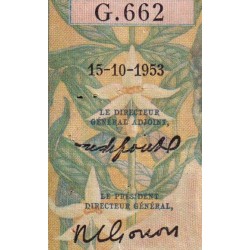 G.662
15-10-1953
LE DIRECTEUR
GÉNÉRAL ADJOINT,
LE PRÉSIDENT
DIRECTEUR GÉNÉRAL,